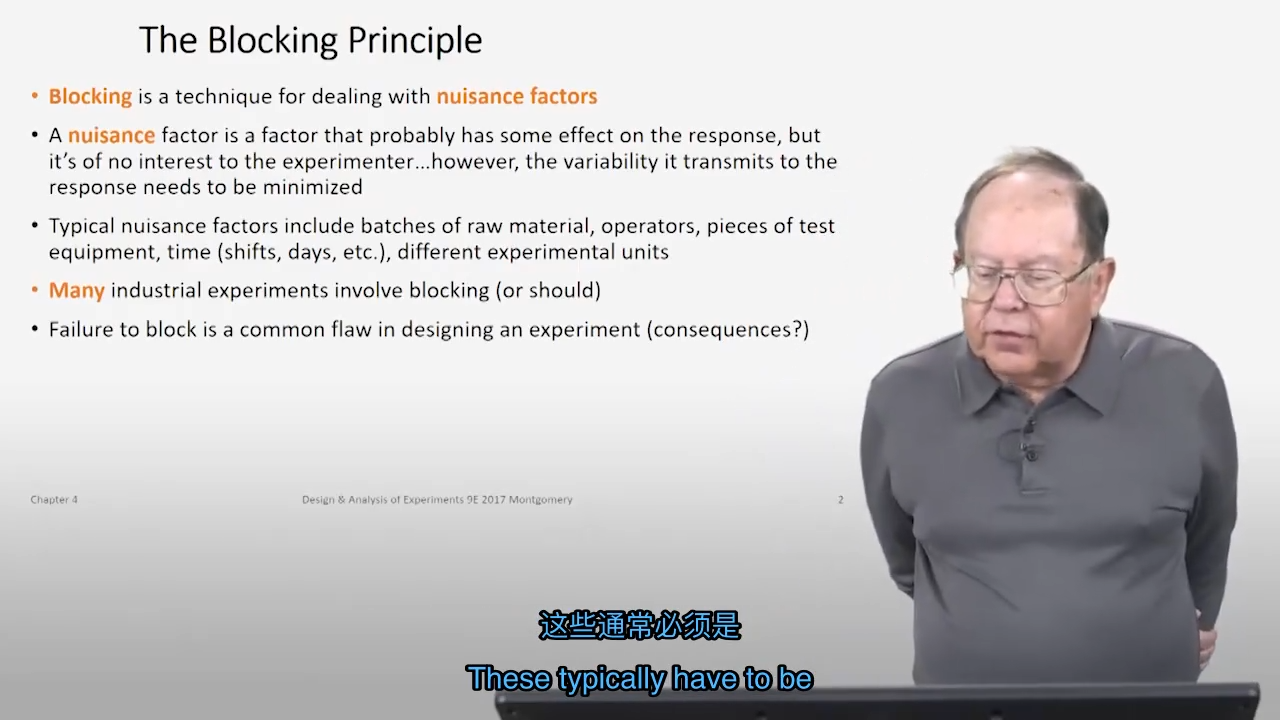 The Blocking Principle
• Blocking is a technique for dealing with nuisance factors
• A nuisance factor is a factor that probably has some effect on the response, but
it's of no interest to the experimenter…however, the variability it transmits to the
response needs to be minimized
• Typical nuisance factors include batches of raw material, operators, pieces of test
equipment, time (shifts, days, etc.), different experimental units
• Many industrial experiments involve blocking (or should)
• Failure to block is a common flaw in designing an experiment (consequences?)
Chapter 4
Design & Analysis of Experiments 9E 2017 Montgomery
2
这些通常必须是
These typically have to be